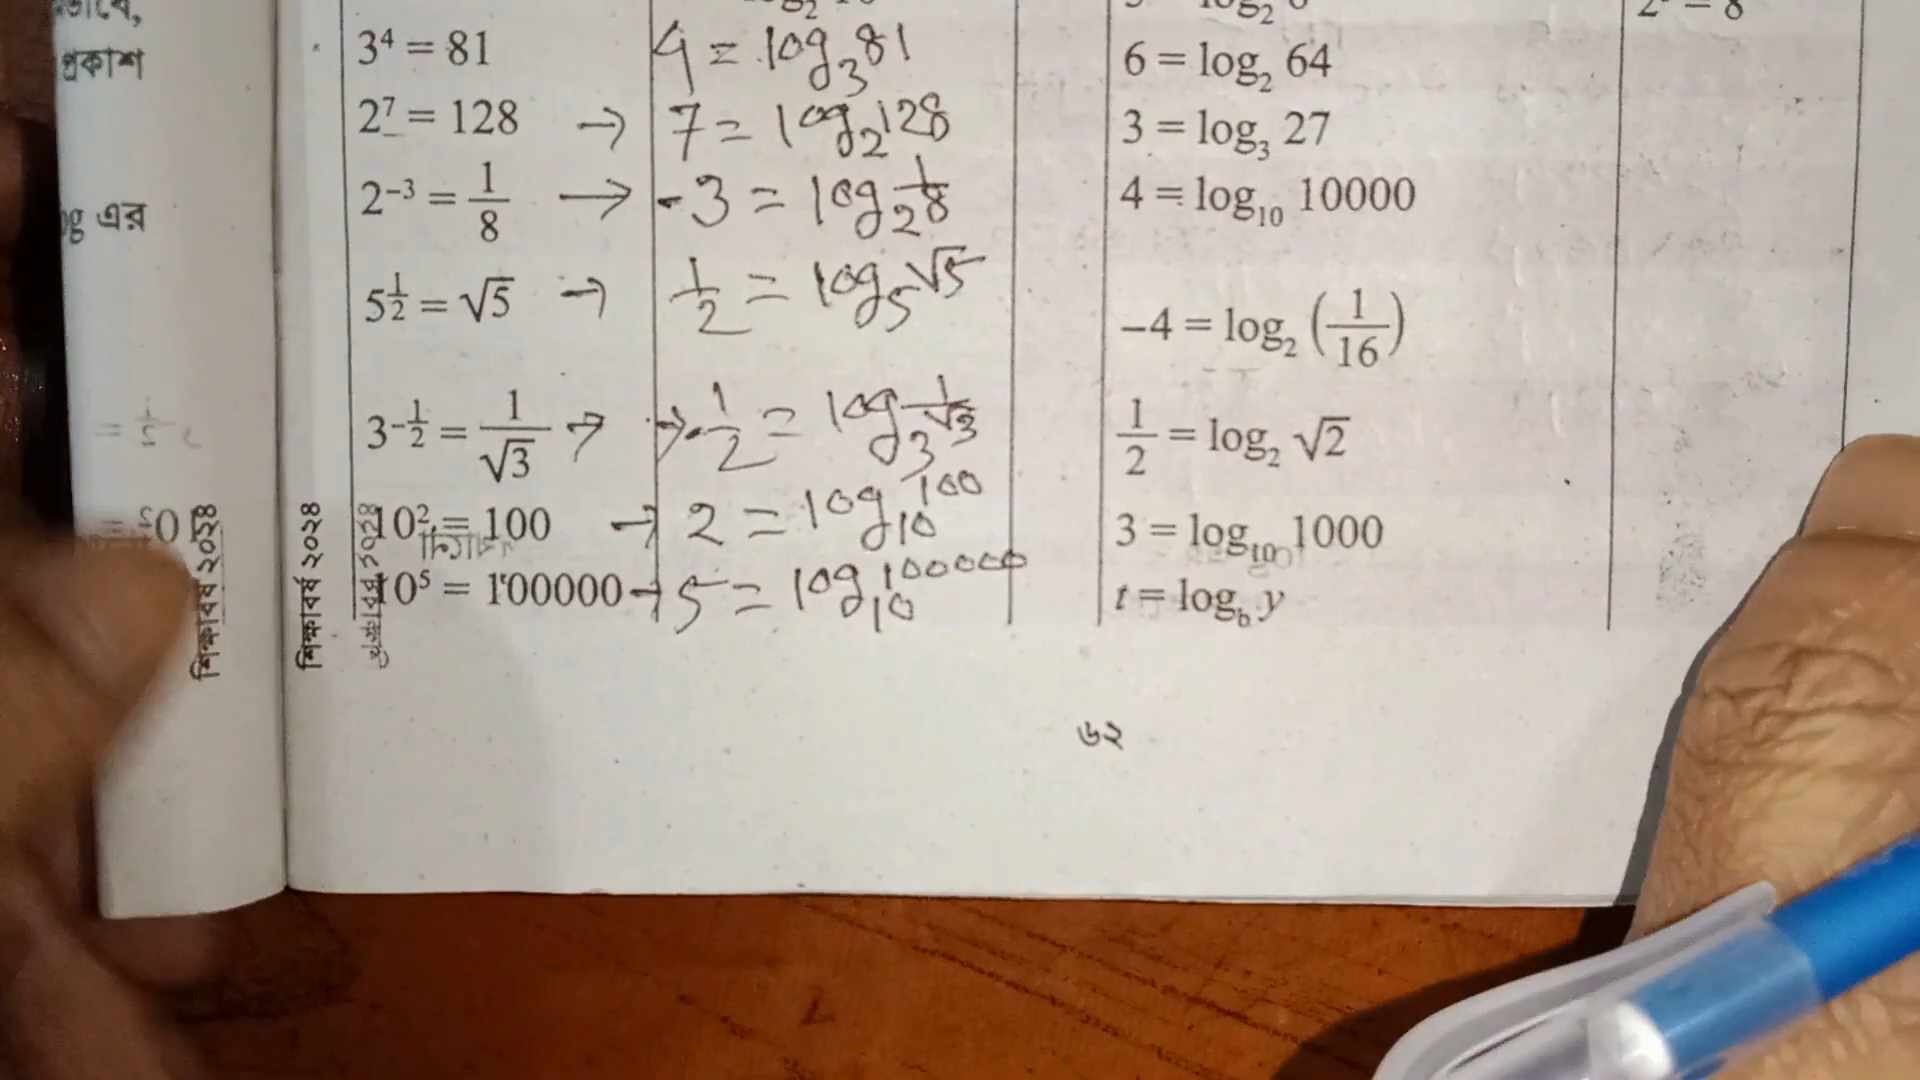 প্রকাশ
এর
3⁴ = 81
4 = log₃81
2⁷ = 128 → 7 = log₂128
2⁻³ = 1/8 → -3 = log₂ 1/8
5^(1/2) = √5 → 1/2 = log₅√5
3^(-1/2) = 1/√3 → → -1/2 = log₃ 1/√3
10² = 100 → 2 = log₁₀100
10⁵ = 100000 → 5 = log₁₀100000
6 = log₂ 64
3 = log₃ 27
4 = log₁₀ 10000
−4 = log₂ (1/16)
1/2 = log₂ √2
3 = log₁₀ 1000
t = log_b y
= 8
শিক্ষাবর্ষ ২০২৪
শিক্ষাবর্ষ ২০২৪
৬২